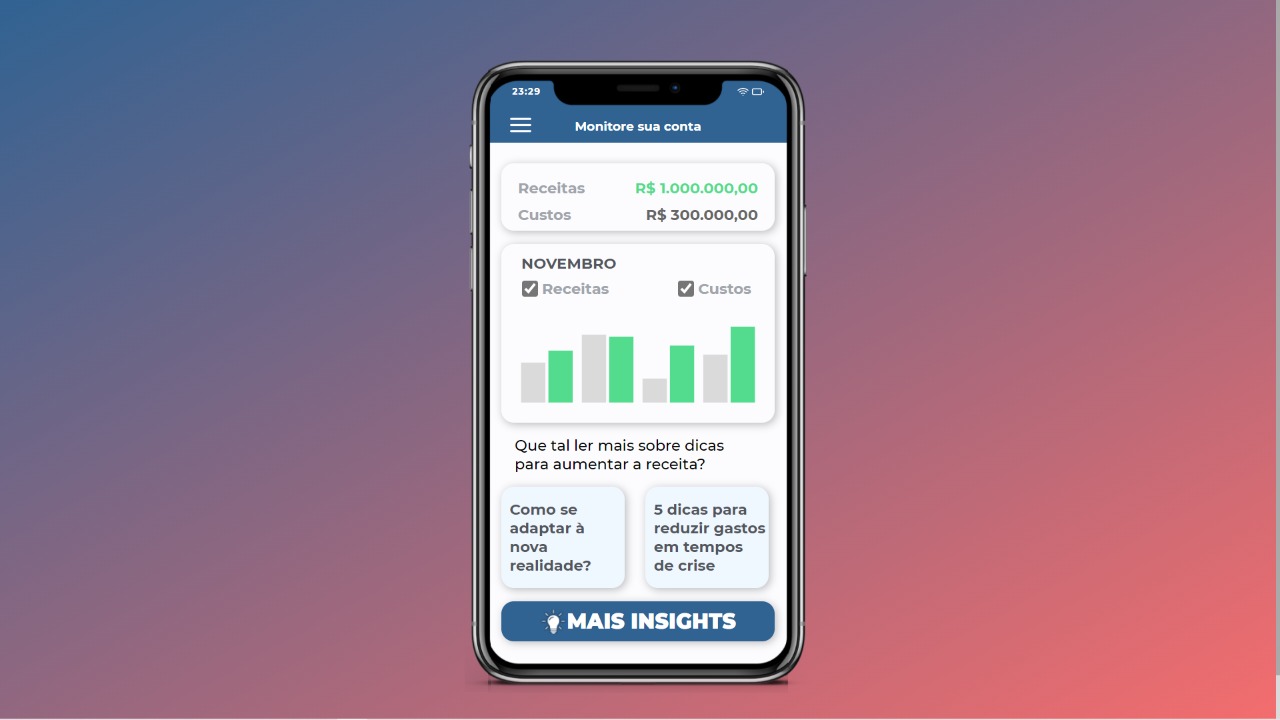 23:29
Monitore sua conta
Receitas R$ 1.000.000,00
Custos R$ 300.000,00
NOVEMBRO
Receitas Custos
Que tal ler mais sobre dicas
para aumentar a receita?
Como se
adaptar à
nova
realidade?
5 dicas para
reduzir gastos
em tempos
de crise
MAIS INSIGHTS